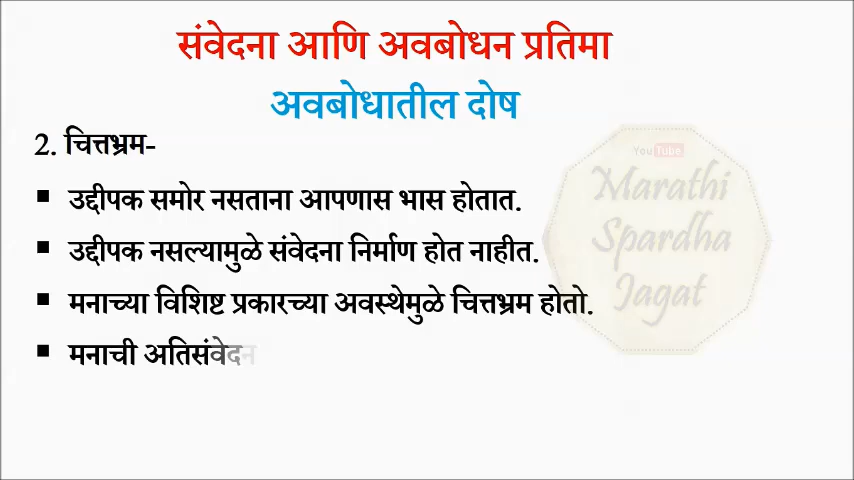 संवेदना आणि अवबोधन प्रतिमा
अवबोधातील दोष
2. चित्तभ्रम-
▪ उद्दीपक समोर नसताना आपणास भास होतात.
▪ उद्दीपक नसल्यामुळे संवेदना निर्माण होत नाहीत.
▪ मनाच्या विशिष्ट प्रकारच्या अवस्थेमुळे चित्तभ्रम होतो.
▪ मनाची अतिसंवेदन
YouTube
Marathi
Spardha
Jagat